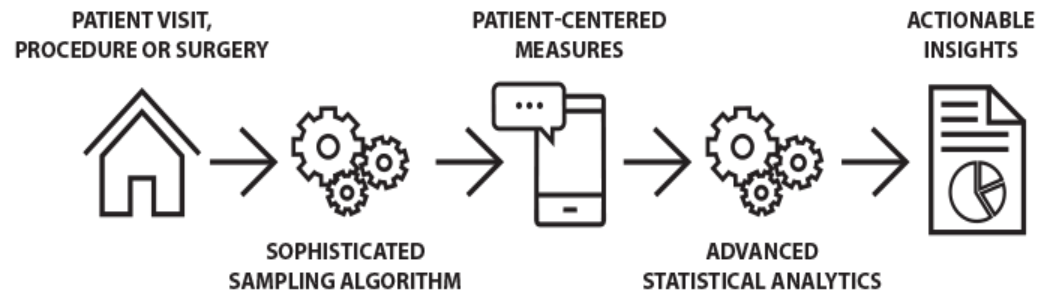 PATIENT VISIT,
PROCEDURE OR SURGERY
SOPHISTICATED
SAMPLING ALGORITHM
PATIENT-CENTERED
MEASURES
ADVANCED
STATISTICAL ANALYTICS
ACTIONABLE
INSIGHTS